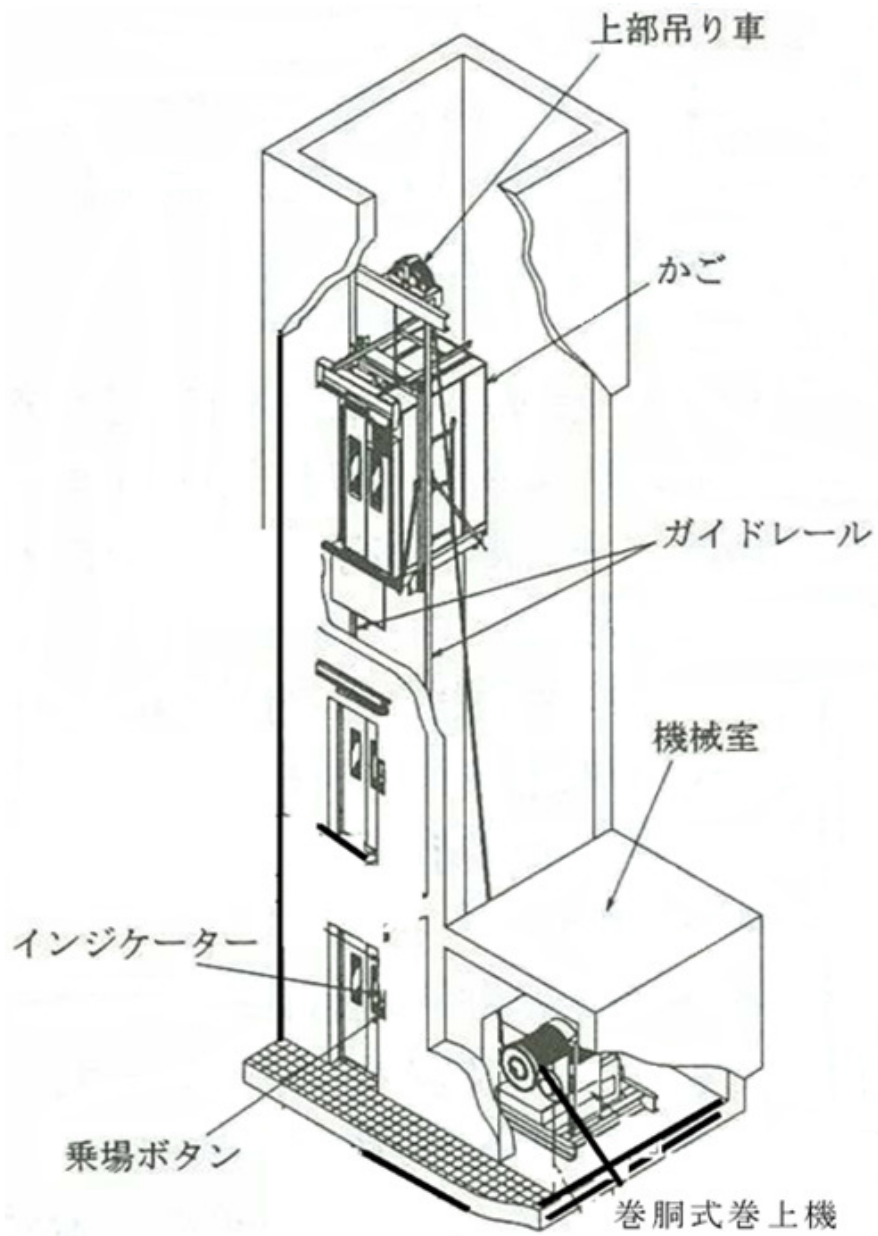 上部吊り車
かご
ガイドレール
機械室
インジケーター
乗場ボタン
巻胴式巻上機